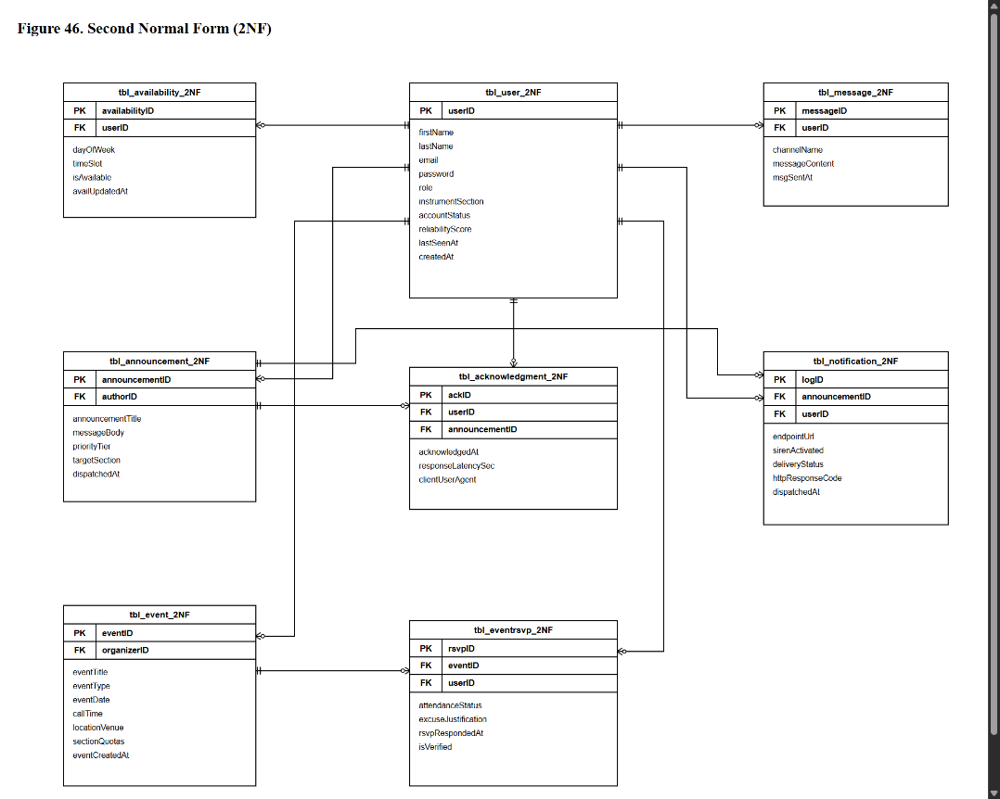 Figure 46. Second Normal Form (2NF)
tbl_availability_2NF
PK availabilityID
FK userID
dayOfWeek
timeSlot
isAvailable
availUpdatedAt
tbl_user_2NF
PK userID
firstName
lastName
email
password
role
instrumentSection
accountStatus
reliabilityScore
lastSeenAt
createdAt
tbl_message_2NF
PK messageID
FK userID
channelName
messageContent
msgSentAt
tbl_announcement_2NF
PK announcementID
FK authorID
announcementTitle
messageBody
priorityTier
targetSection
dispatchedAt
tbl_acknowledgment_2NF
PK ackID
FK userID
FK announcementID
acknowledgedAt
responseLatencySec
clientUserAgent
tbl_notification_2NF
PK logID
FK announcementID
FK userID
endpointUrl
sirenActivated
deliveryStatus
httpResponseCode
dispatchedAt
tbl_event_2NF
PK eventID
FK organizerID
eventTitle
eventType
eventDate
callTime
locationVenue
sectionQuotas
eventCreatedAt
tbl_eventrsvp_2NF
PK rsvpID
FK eventID
FK userID
attendanceStatus
excuseJustification
rsvpRespondedAt
isVerified